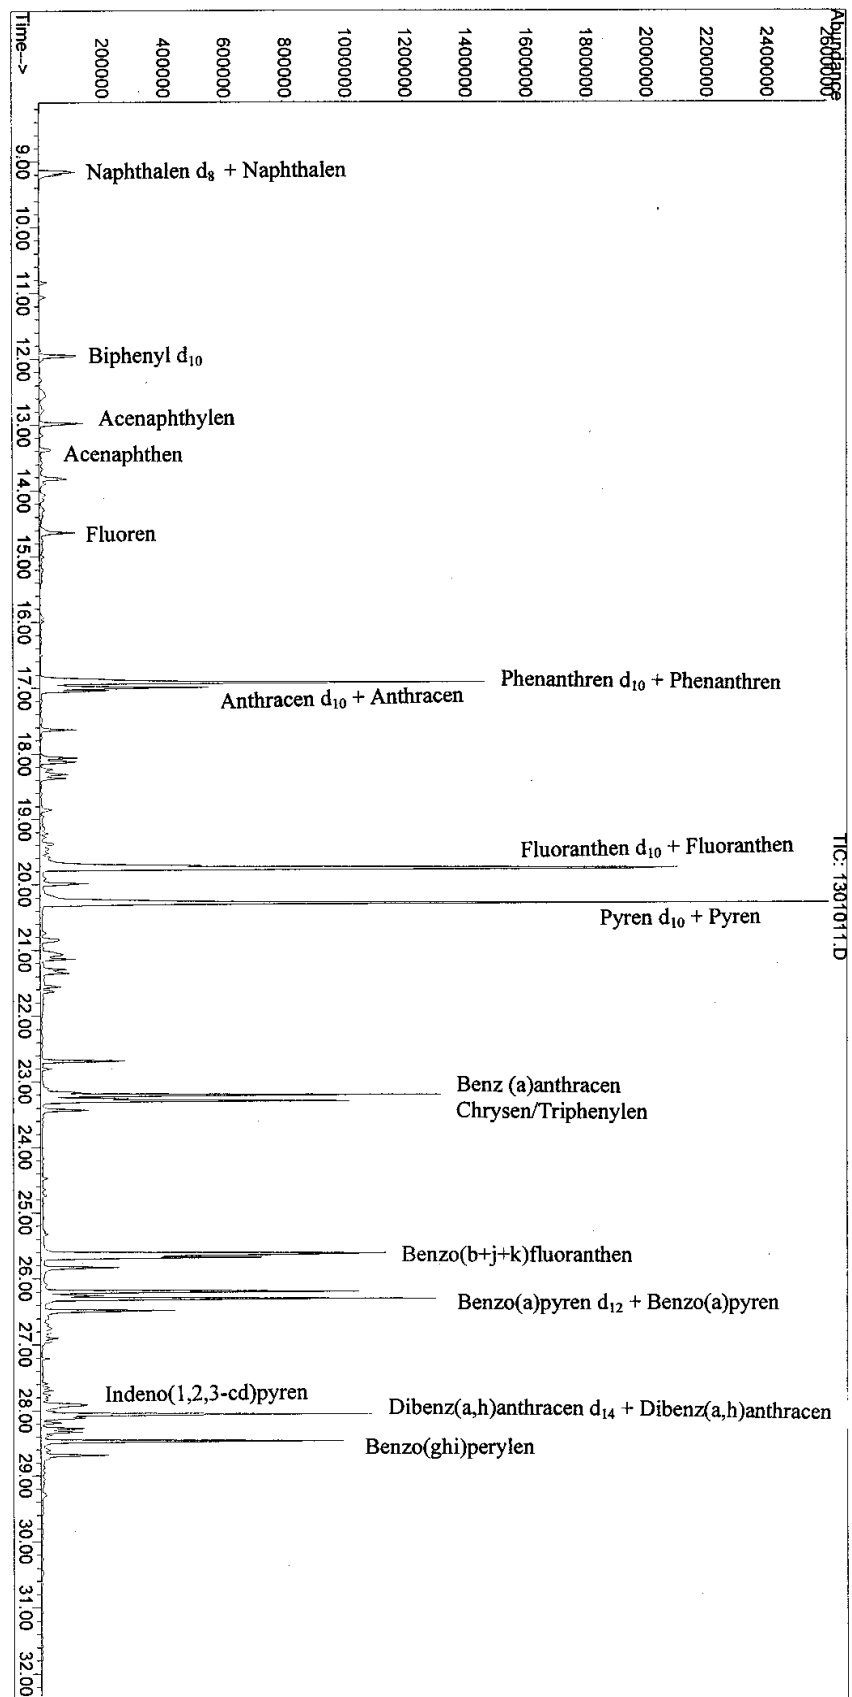 Abundance
2600000
2400000
2200000
2000000
1800000
1600000
1400000
1200000
1000000
800000
600000
400000
200000
Time-->
TIC: 1301011.D
9.00
10.00
11.00
12.00
13.00
14.00
15.00
16.00
17.00
18.00
19.00
20.00
21.00
22.00
23.00
24.00
25.00
26.00
27.00
28.00
29.00
30.00
31.00
32.00
Naphthalen d₈ + Naphthalen
Biphenyl d₁₀
Acenaphthylen
Acenaphthen
Fluoren
Phenanthren d₁₀ + Phenanthren
Anthracen d₁₀ + Anthracen
Fluoranthen d₁₀ + Fluoranthen
Pyren d₁₀ + Pyren
Benz (a)anthracen
Chrysen/Triphenylen
Benzo(b+j+k)fluoranthen
Benzo(a)pyren d₁₂ + Benzo(a)pyren
Indeno(1,2,3-cd)pyren
Dibenz(a,h)anthracen d₁₄ + Dibenz(a,h)anthracen
Benzo(ghi)perylen